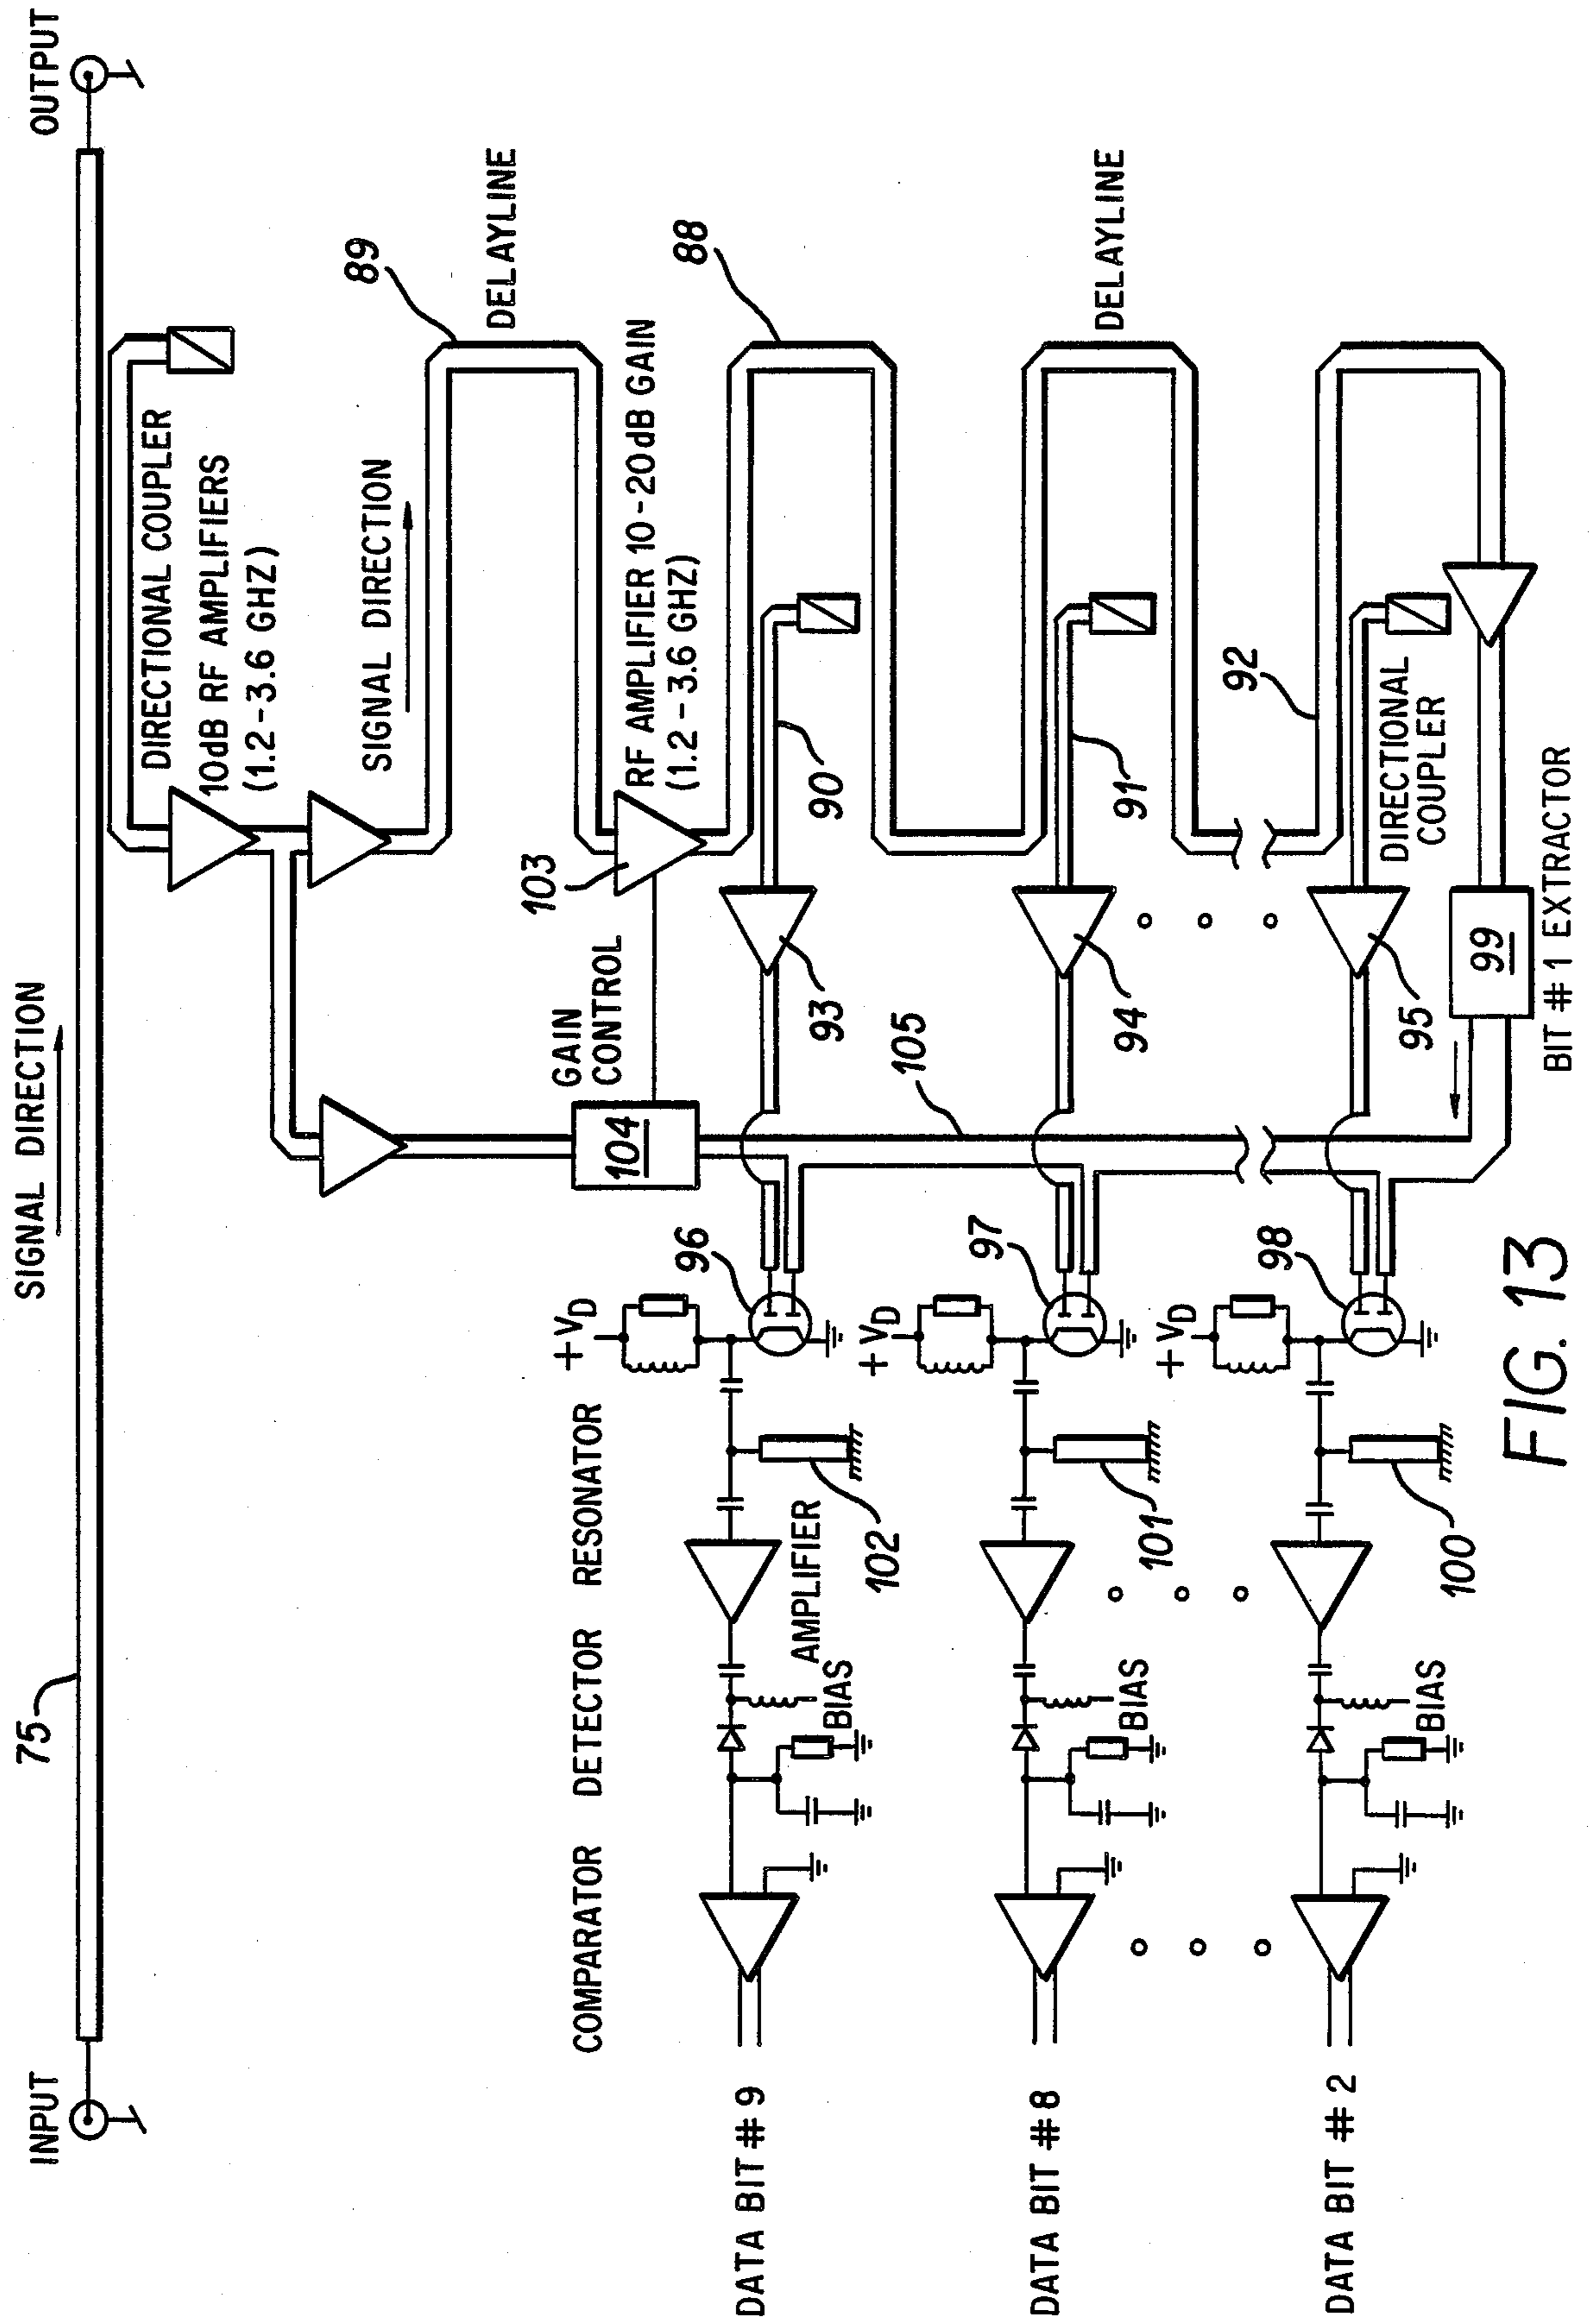 INPUT
75
SIGNAL DIRECTION
OUTPUT
DIRECTIONAL COUPLER
10dB RF AMPLIFIERS
(1.2-3.6 GHZ)
SIGNAL DIRECTION
89
DELAYLINE
GAIN
CONTROL
104
103
RF AMPLIFIER 10-20dB GAIN
(1.2-3.6 GHZ)
88
COMPARATOR
DETECTOR
RESONATOR
+VD
96
93
90
105
AMPLIFIER
BIAS
102
DATA BIT #9
+VD
97
94
91
DELAYLINE
BIAS
101
DATA BIT #8
+VD
98
95
92
DIRECTIONAL
COUPLER
BIAS
100
DATA BIT #2
99
BIT #1 EXTRACTOR
FIG. 13